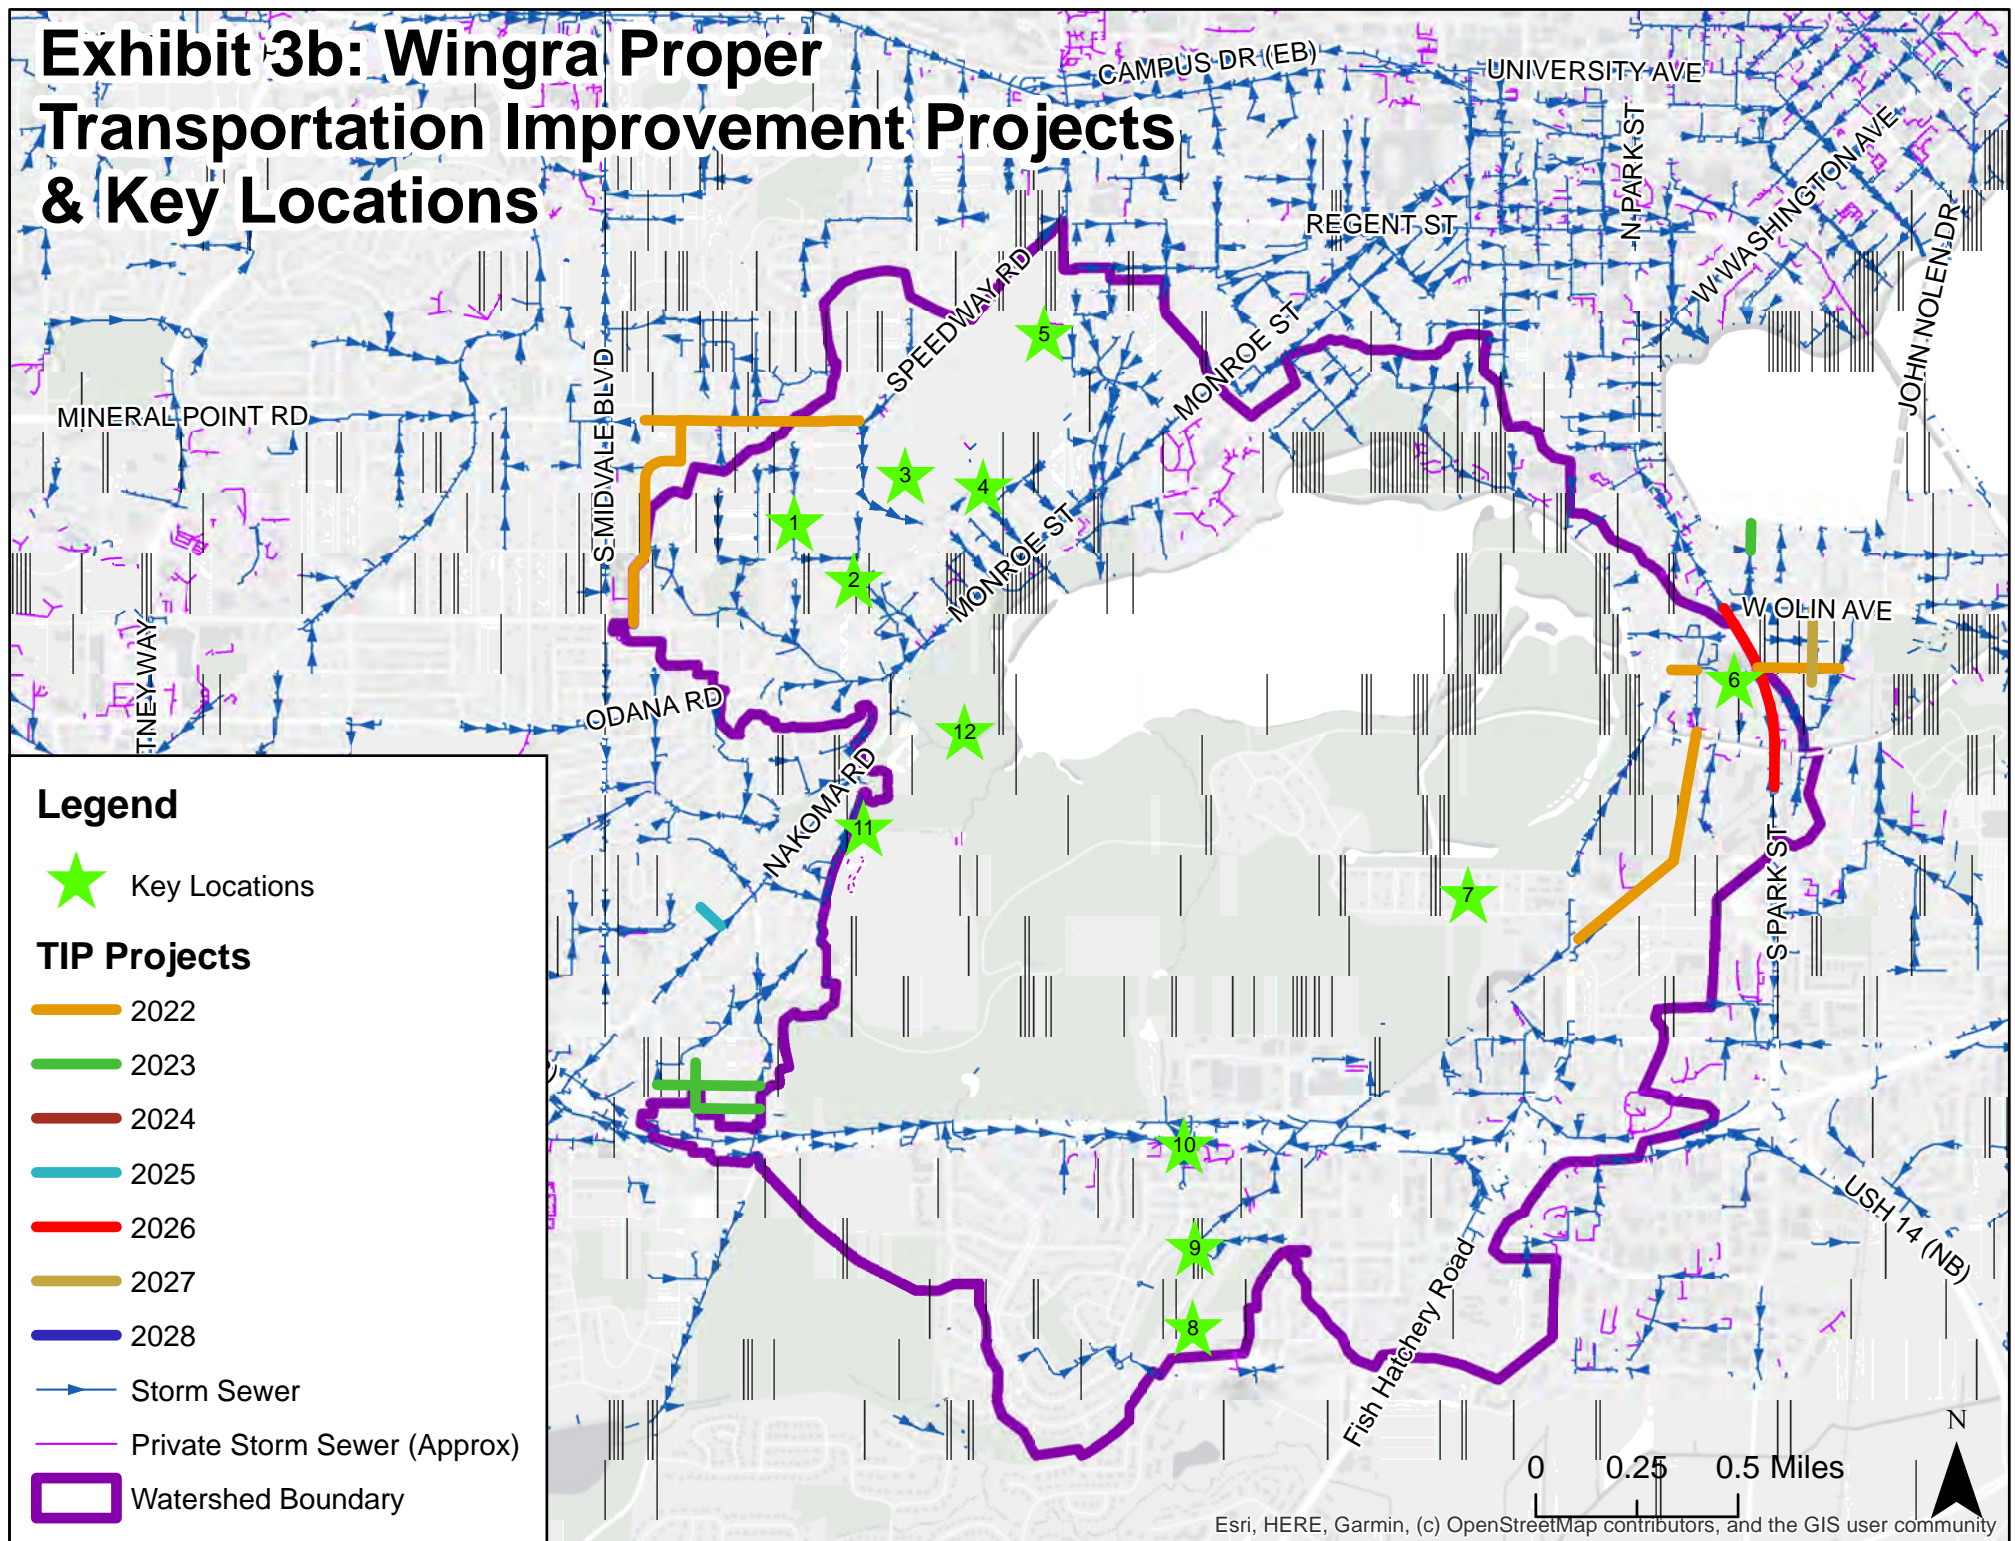 Exhibit 3b: Wingra Proper
Transportation Improvement Projects
& Key Locations
CAMPUS DR (EB)
UNIVERSITY AVE
N PARK ST
W WASHINGTON AVE
REGENT ST
JOHN NOLEN DR
SPEEDWAY RD
MONROE ST
5
MINERAL POINT RD
S MIDVALE BLVD
3
4
1
MONROE ST
2
W OLIN AVE
TNEY WAY
6
ODANA RD
12
NAKOMA RD
11
S PARK ST
7
10
USH 14 (NB)
9
Fish Hatchery Road
8
Legend
Key Locations
TIP Projects
2022
2023
2024
2025
2026
2027
2028
Storm Sewer
Private Storm Sewer (Approx)
Watershed Boundary
N
0 0.25 0.5 Miles
Esri, HERE, Garmin, (c) OpenStreetMap contributors, and the GIS user community